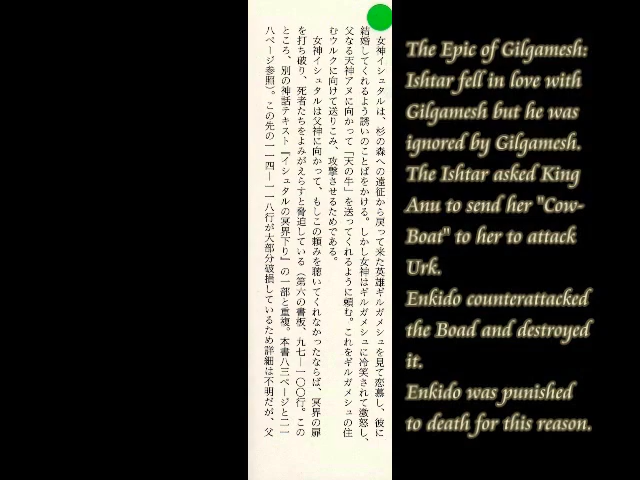 女神イシュタルは、杉の森への遠征から戻って来た英雄ギルガメシュを見て恋慕し、彼に
結婚してくれるよう誘いのことばをかける。しかし女神はギルガメシュに冷笑されて激怒し、
父なる天神アヌに向かって「天の牛」を送ってくれるように頼む。これをギルガメシュの住
むウルクに向けて送りこみ、攻撃させるためである。
女神イシュタルは父神に向かって、もしこの頼みを聴いてくれなかったならば、冥界の扉
を打ち破り、死者たちをよみがえらすと脅迫している（第六の書板、九七―一〇〇行。この
ところ、別の神話テキスト『イシュタルの冥界下り』の一部と重複。本書八三ページと二一
八ページ参照）。この先の一一四―一一八行が大部分破損しているため詳細は不明だが、父
The Epic of Gilgamesh:
Ishtar fell in love with
Gilgamesh but he was
ignored by Gilgamesh.
The Ishtar asked King
Anu to send her "Cow-
Boat" to her to attack
Urk.
Enkido counterattacked
the Boad and destroyed
it.
Enkido was punished
to death for this reason.